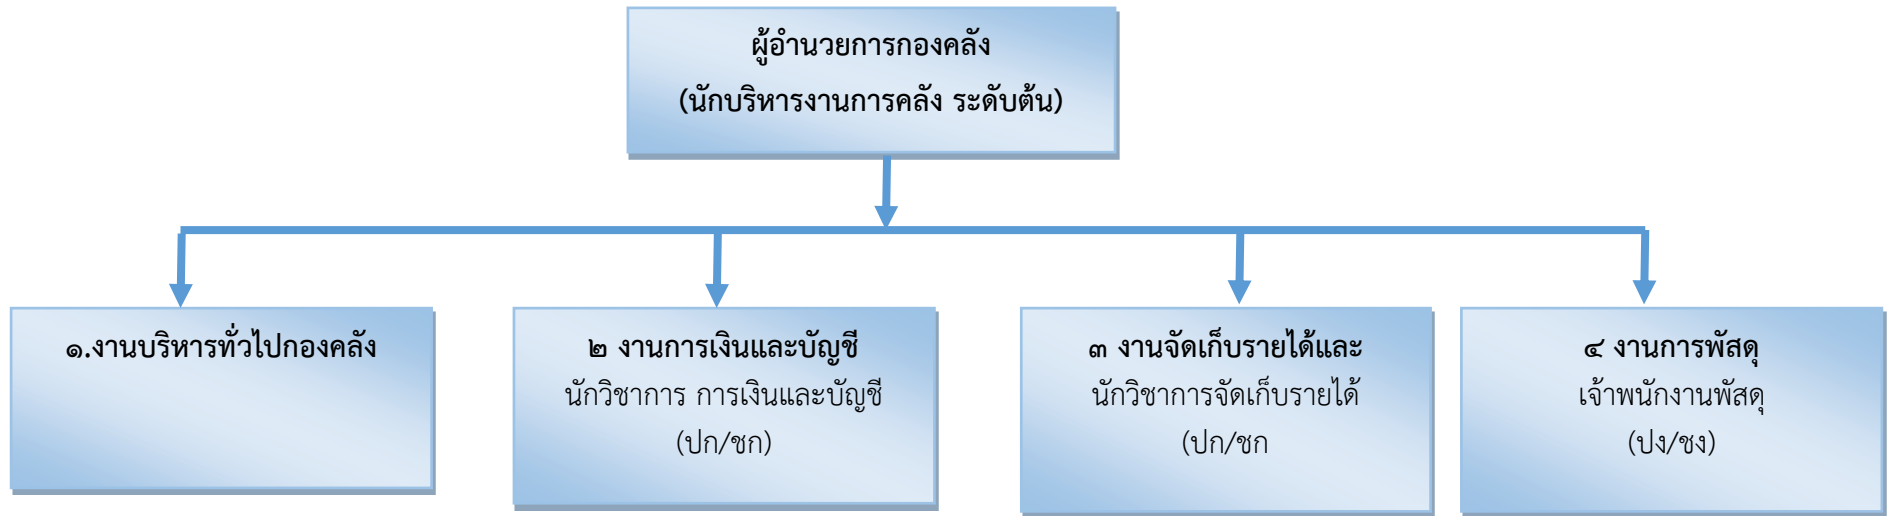 ผู้อำนวยการกองคลัง
(นักบริหารงานการคลัง ระดับต้น)
๑.งานบริหารทั่วไปกองคลัง
๒ งานการเงินและบัญชี
นักวิชาการ การเงินและบัญชี
(ปก/ชก)
๓ งานจัดเก็บรายได้และ
นักวิชาการจัดเก็บรายได้
(ปก/ชก
๔ งานการพัสดุ
เจ้าพนักงานพัสดุ
(ปง/ชง)